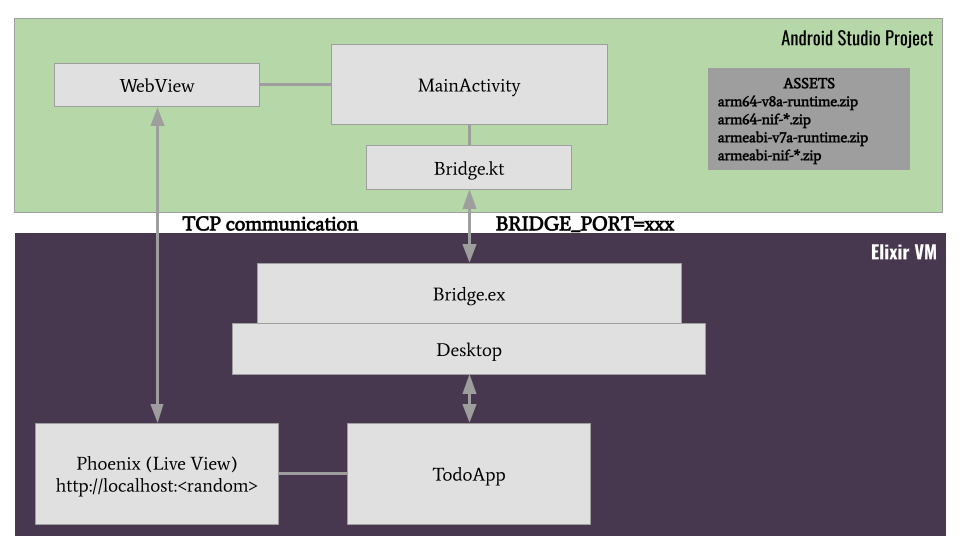 Android Studio Project
WebView
MainActivity
ASSETS
arm64-v8a-runtime.zip
arm64-nif-*.zip
armeabi-v7a-runtime.zip
armeabi-nif-*.zip
Bridge.kt
TCP communication
BRIDGE_PORT=xxx
Elixir VM
Bridge.ex
Desktop
Phoenix (Live View)
http://localhost:<random>
TodoApp